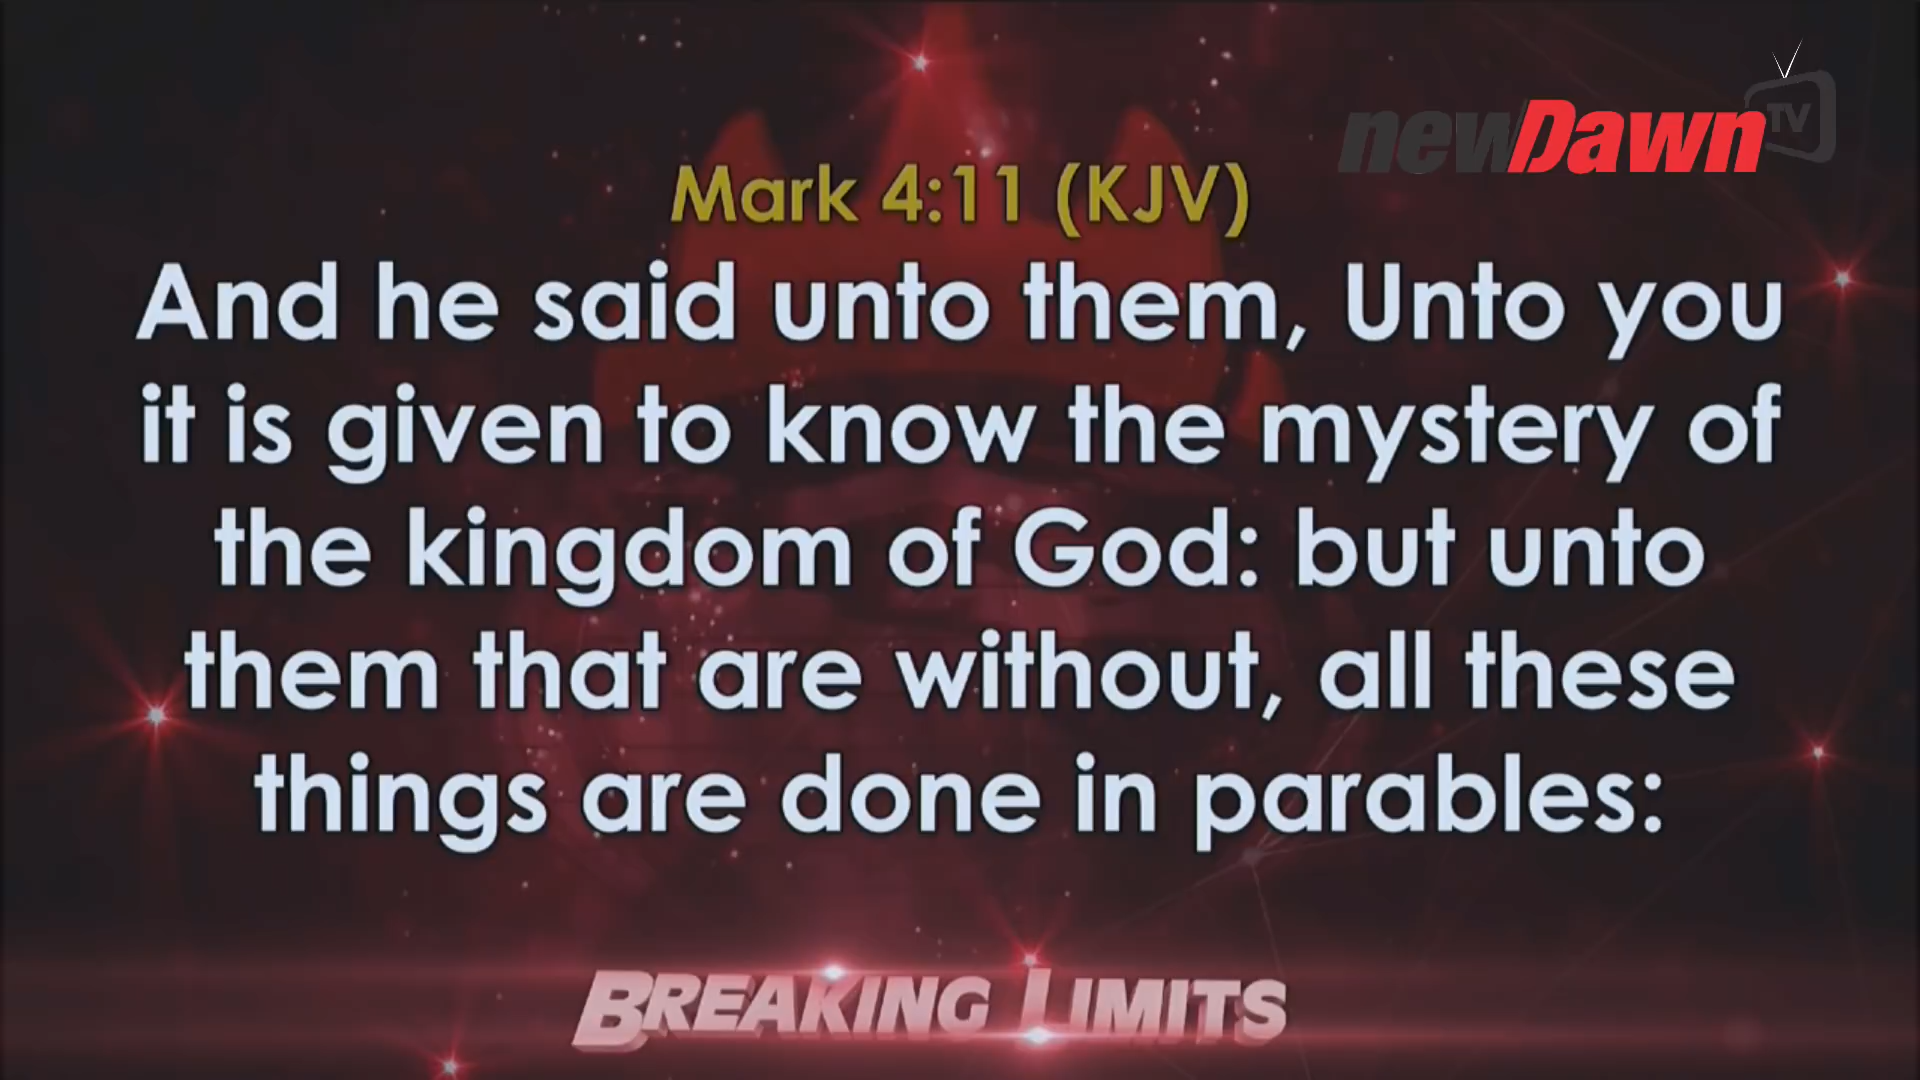 newDawn TV
Mark 4:11 (KJV)
And he said unto them, Unto you
it is given to know the mystery of
the kingdom of God: but unto
them that are without, all these
things are done in parables:
BREAKING LIMITS